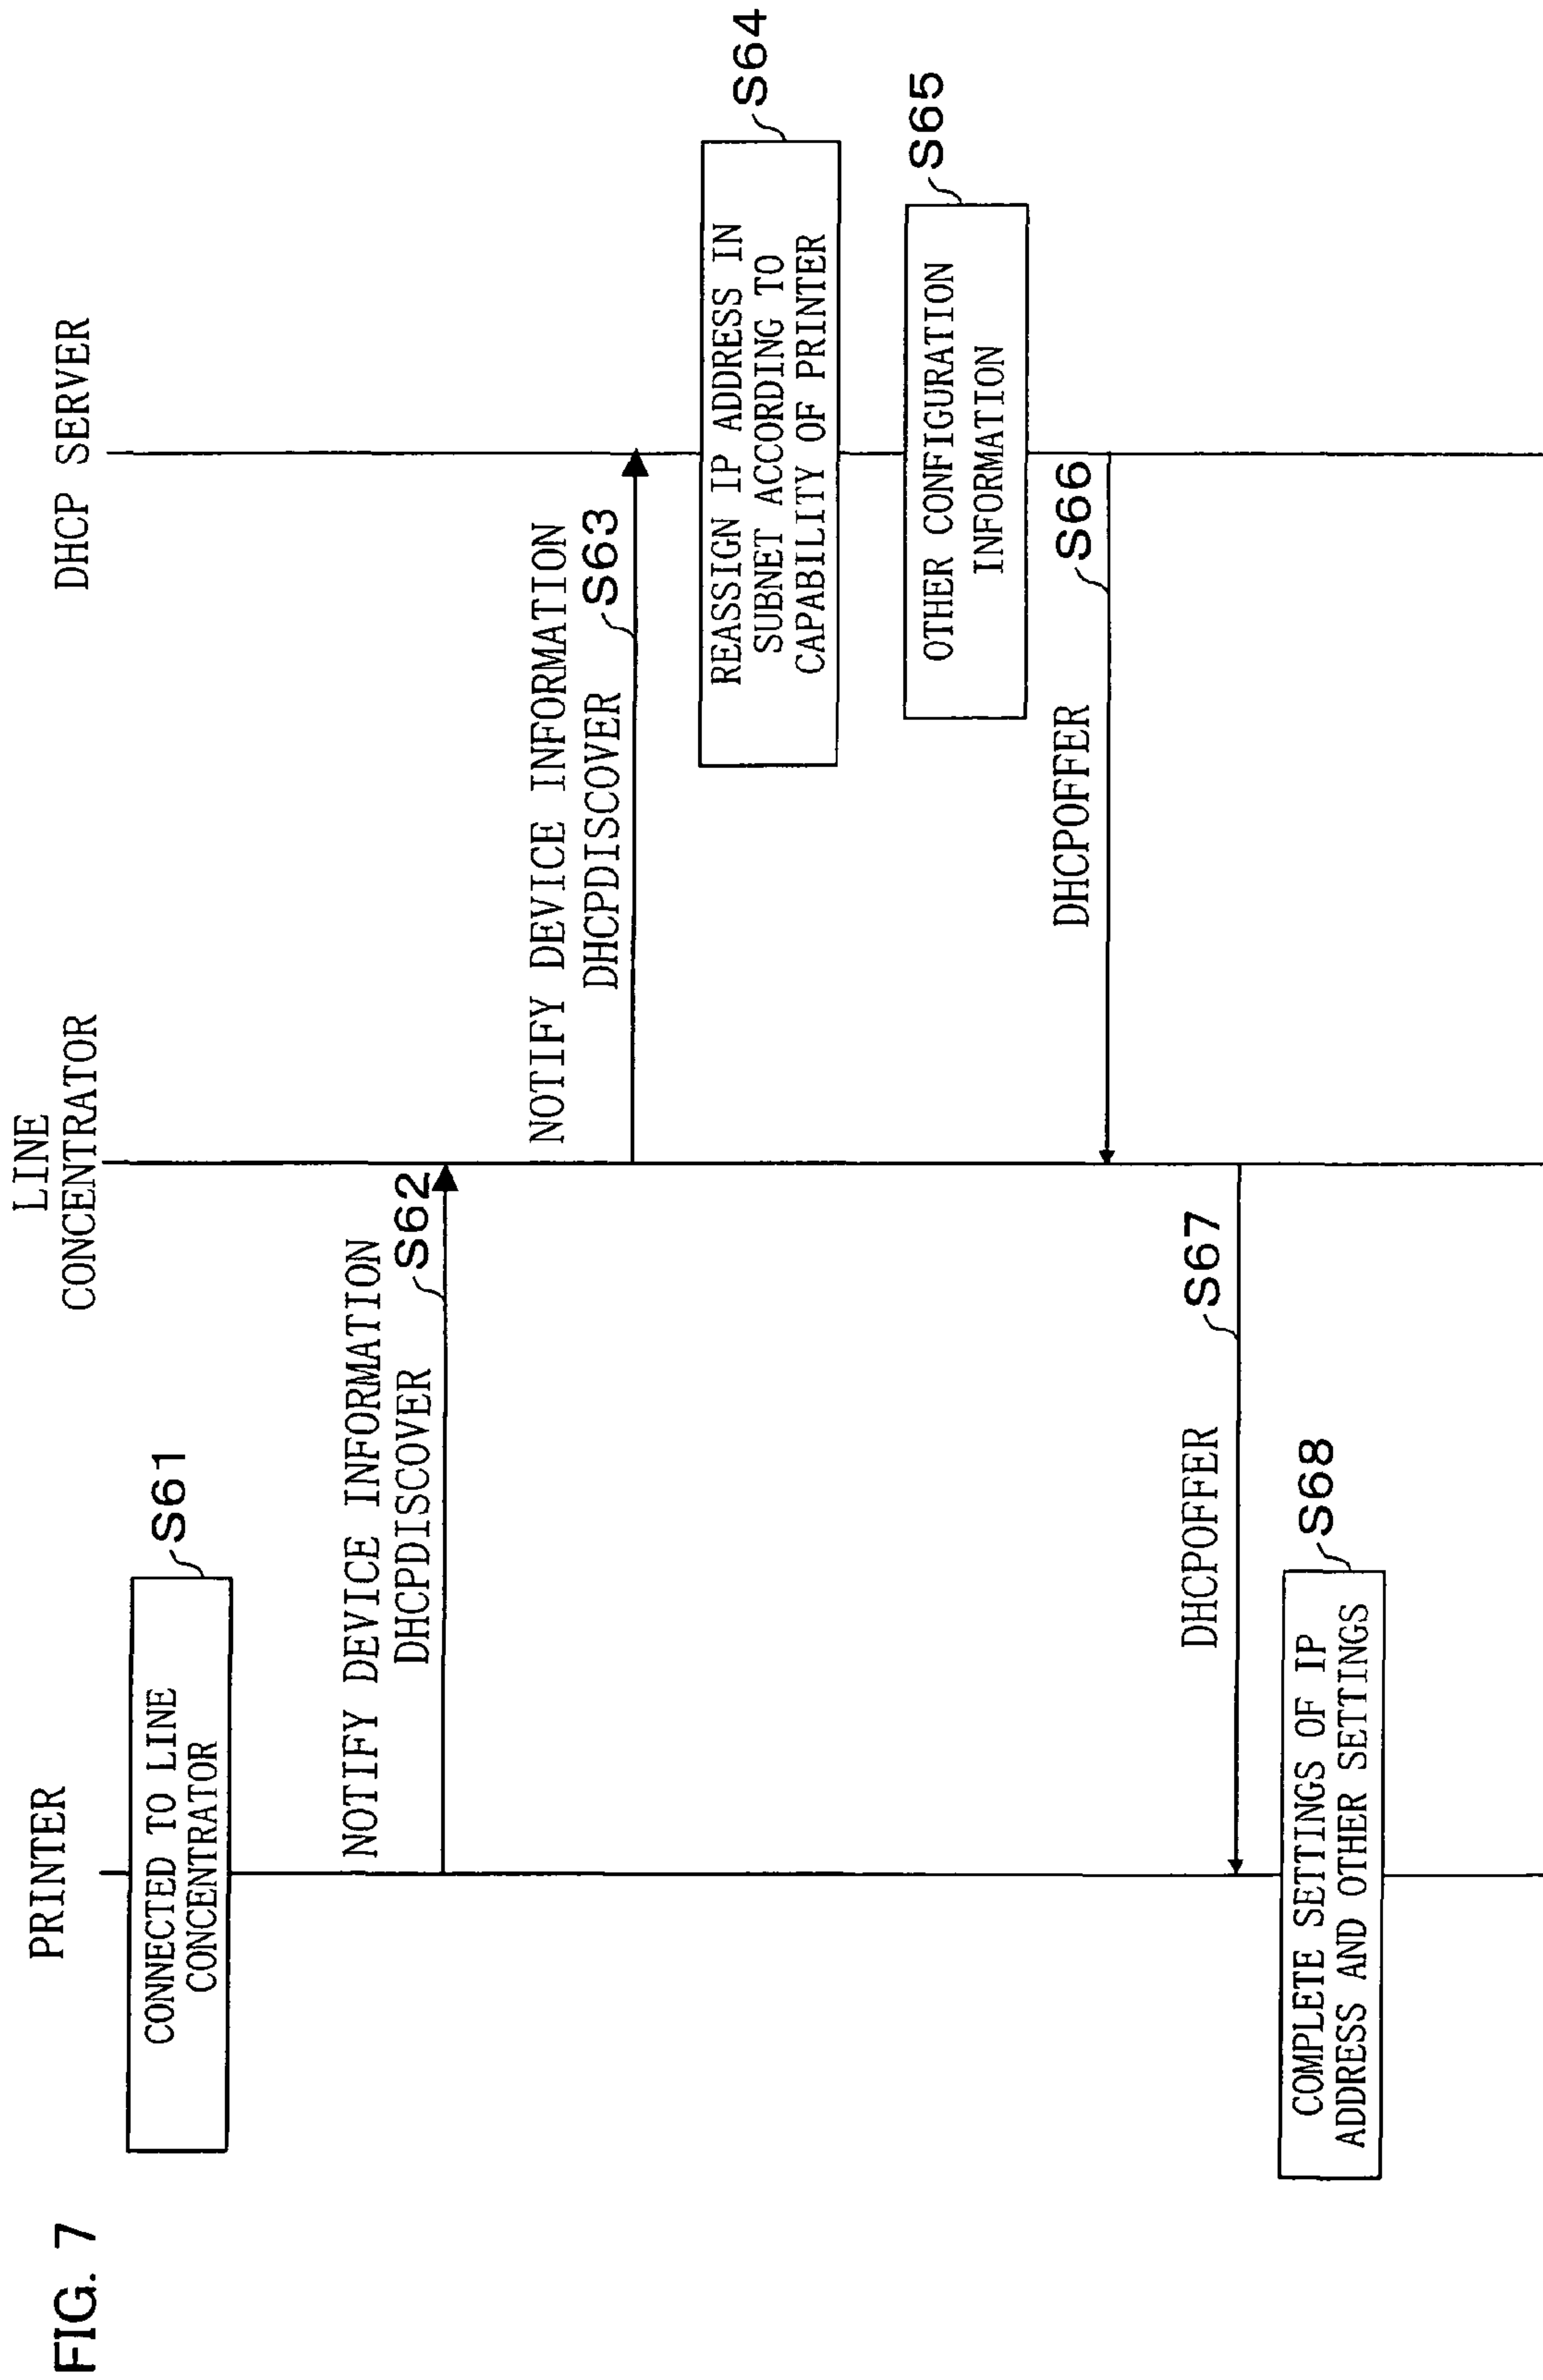 FIG. 7
PRINTER
LINE
CONCENTRATOR
DHCP SERVER
CONNECTED TO LINE
CONCENTRATOR
S61
NOTIFY DEVICE INFORMATION
DHCPDISCOVER
S62
NOTIFY DEVICE INFORMATION
DHCPDISCOVER
S63
REASSIGN IP ADDRESS IN
SUBNET ACCORDING TO
CAPABILITY OF PRINTER
S64
OTHER CONFIGURATION
INFORMATION
S65
DHCPOFFER
S66
DHCPOFFER
S67
COMPLETE SETTINGS OF IP
ADDRESS AND OTHER SETTINGS
S68